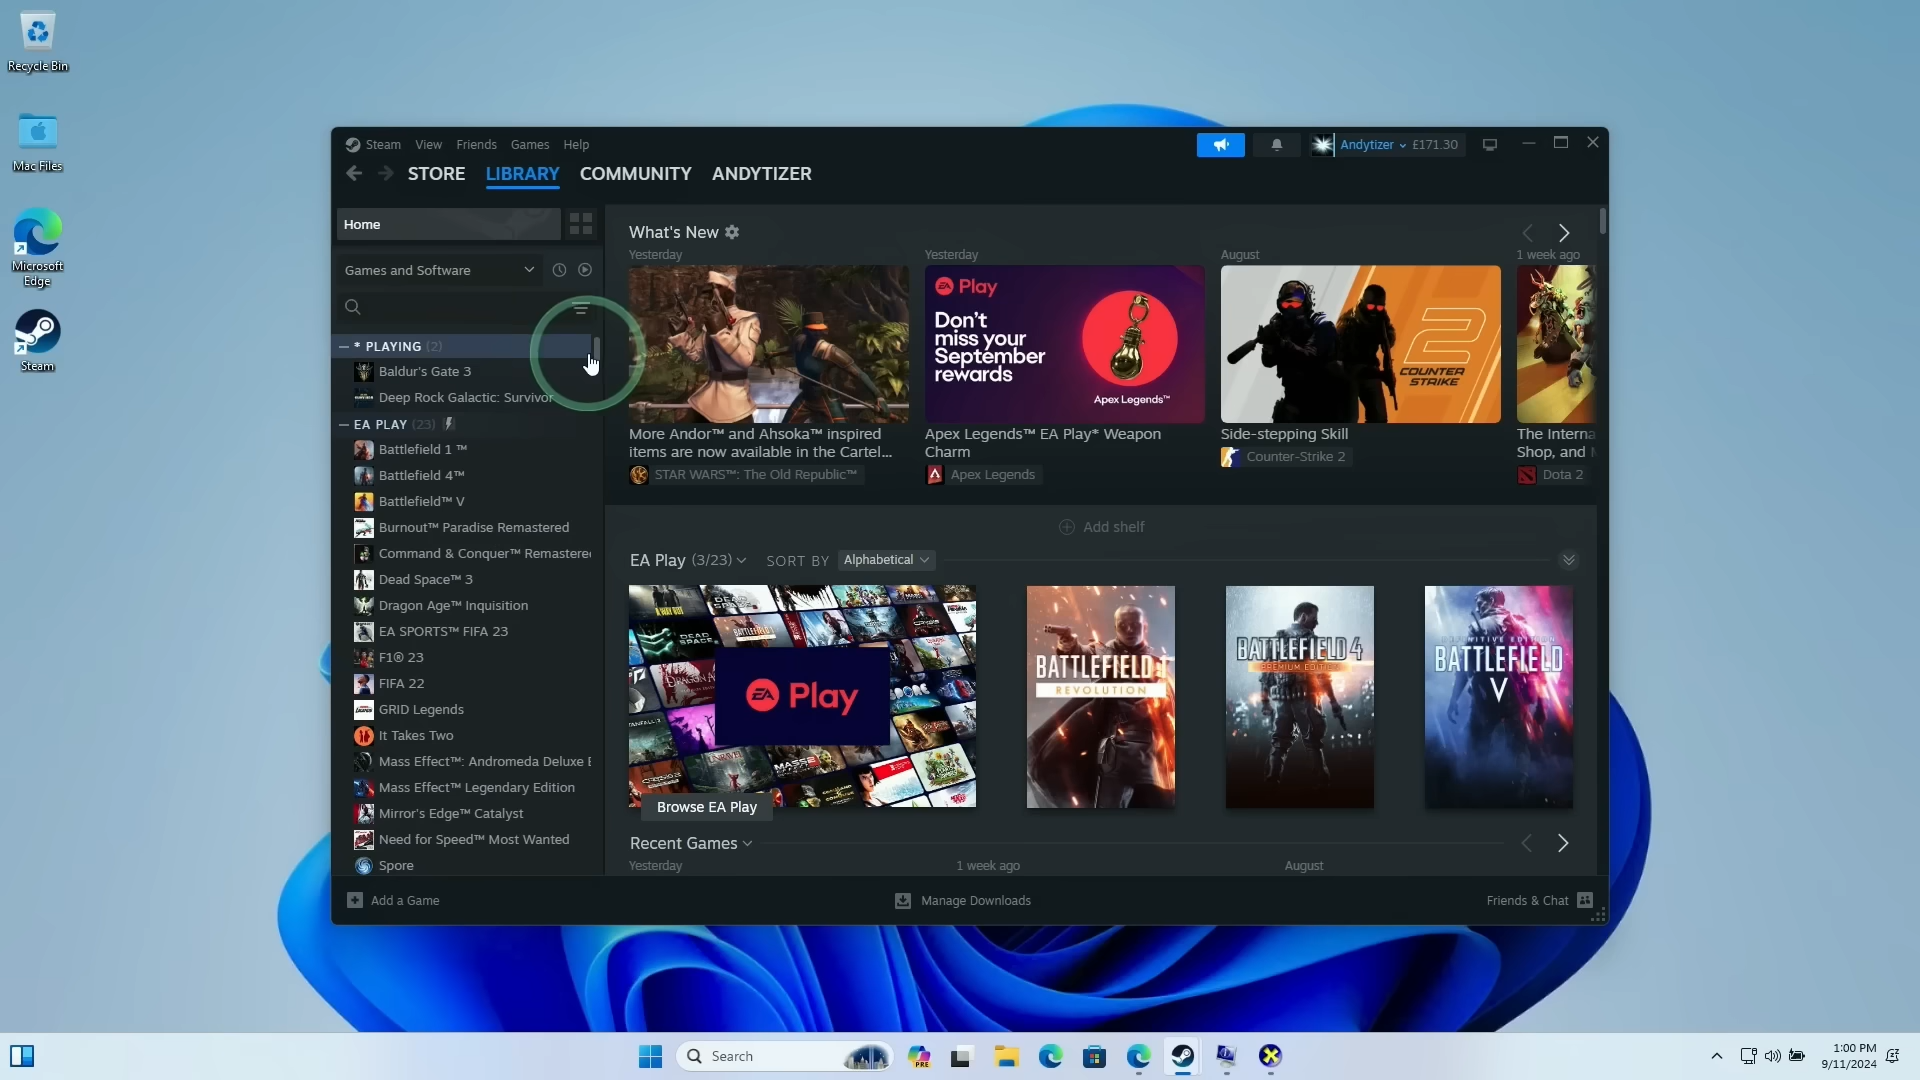 Recycle Bin
Mac Files
Microsoft
Edge
Steam
Steam View Friends Games Help
Andytizer £171.30
STORE LIBRARY COMMUNITY ANDYTIZER
Home
Games and Software
— * PLAYING (2)
Baldur's Gate 3
Deep Rock Galactic: Survivor
— EA PLAY (23)
Battlefield 1 ™
Battlefield 4™
Battlefield™ V
Burnout™ Paradise Remastered
Command & Conquer™ Remastere
Dead Space™ 3
Dragon Age™ Inquisition
EA SPORTS™ FIFA 23
F1® 23
FIFA 22
GRID Legends
It Takes Two
Mass Effect™: Andromeda Deluxe E
Mass Effect™ Legendary Edition
Mirror's Edge™ Catalyst
Need for Speed™ Most Wanted
Spore
What's New
Yesterday
More Andor™ and Ahsoka™ inspired
items are now available in the Cartel...
STAR WARS™: The Old Republic™
Yesterday
EA Play
Don't
miss your
September
rewards
Apex Legends™
Apex Legends™ EA Play* Weapon
Charm
Apex Legends
August
2
COUNTER
STRIKE
Side-stepping Skill
Counter-Strike 2
1 week ago
The Interna
Shop, and
Dota 2
Add shelf
EA Play (3/23) SORT BY Alphabetical
EA Play
Browse EA Play
BATTLEFIELD 1
REVOLUTION
BATTLEFIELD 4
PREMIUM EDITION
DEFINITIVE EDITION
BATTLEFIELD
V
Recent Games
Yesterday 1 week ago August
Add a Game
Manage Downloads
Friends & Chat
Search
PRE
1:00 PM
9/11/2024